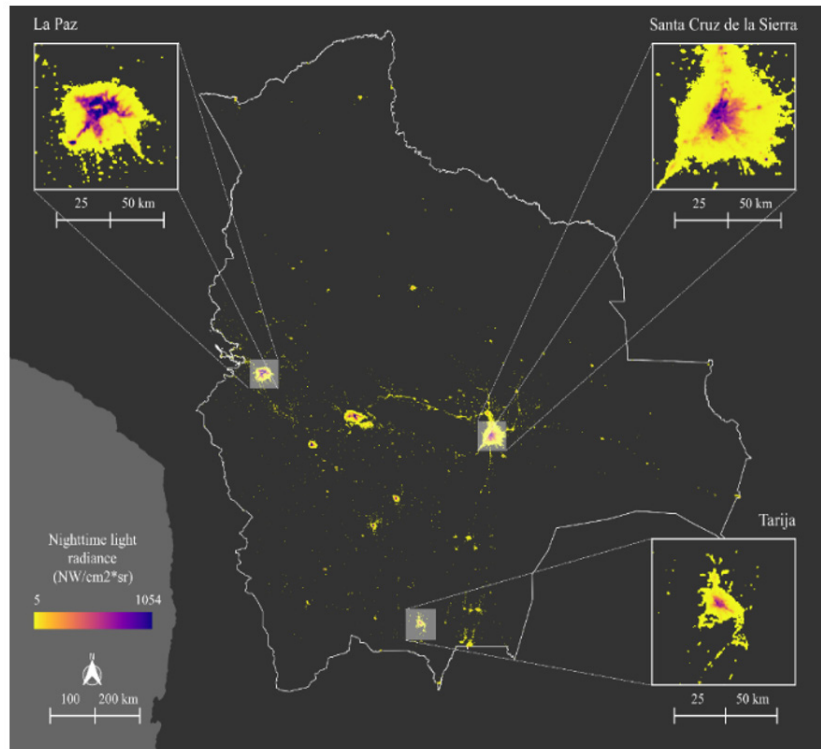 La Paz
Santa Cruz de la Sierra
25 50 km
25 50 km
Tarija
Nighttime light
radiance
(NW/cm2*sr)
5 1054
N
100 200 km
25 50 km